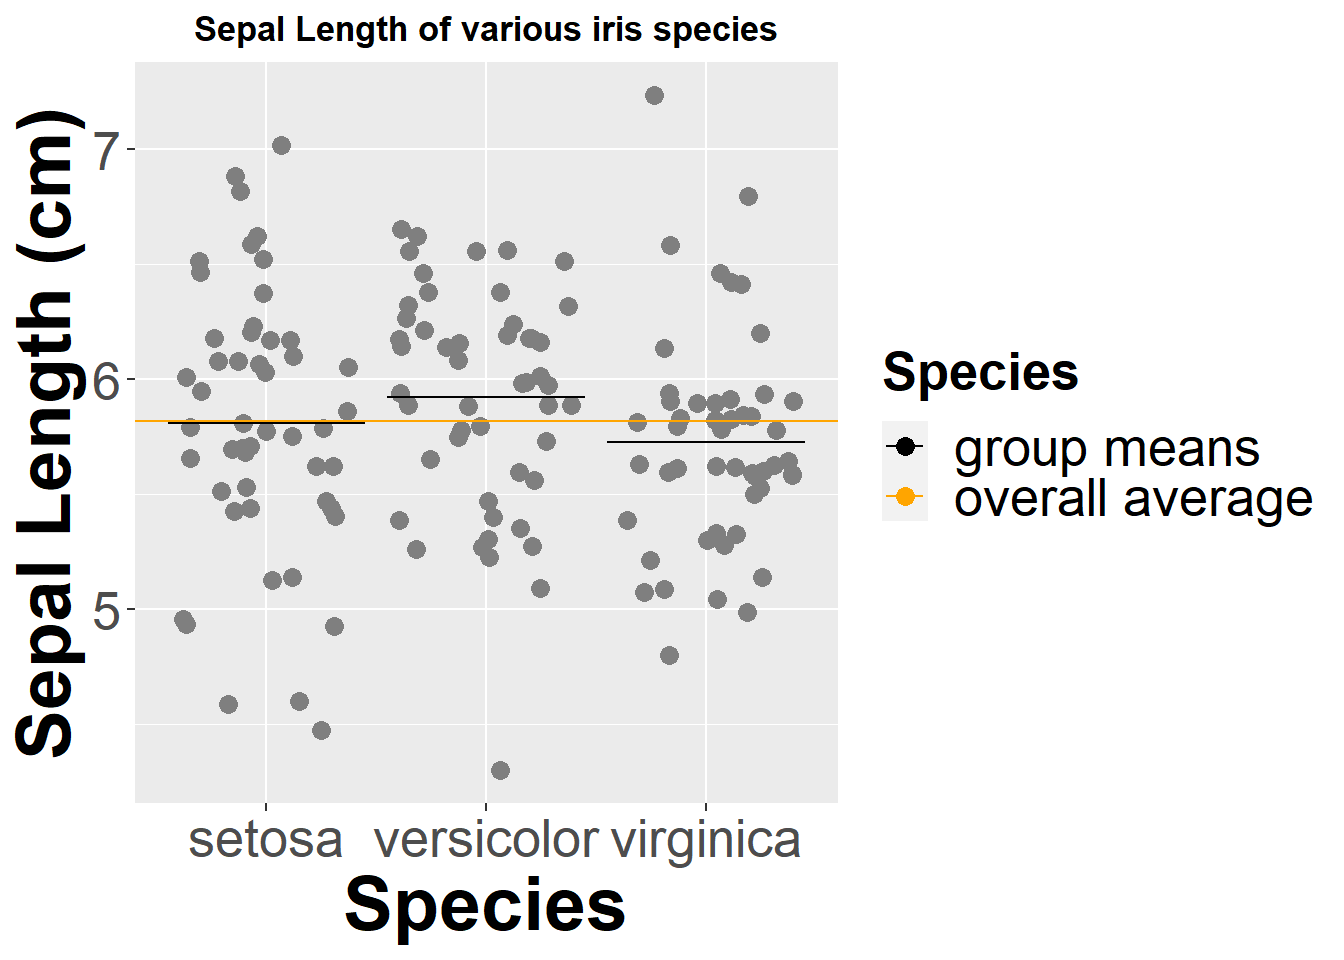 Sepal Length of various iris species
Sepal Length (cm)
7
6
5
setosa versicolor virginica
Species
Species
group means
overall average